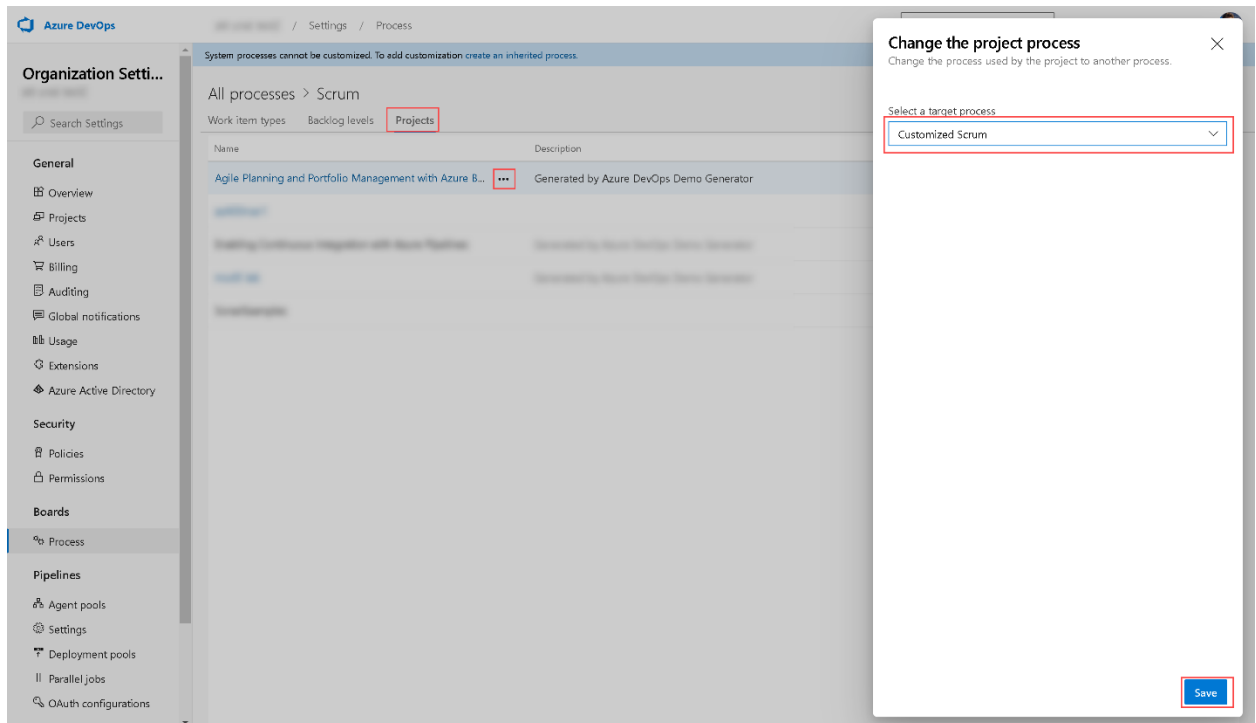 Azure DevOps
/ Settings / Process
System processes cannot be customized. To add customization create an inherited process.
Organization Setti...
Search Settings
General
Overview
Projects
Users
Billing
Auditing
Global notifications
Usage
Extensions
Azure Active Directory
Security
Policies
Permissions
Boards
Process
Pipelines
Agent pools
Settings
Deployment pools
Parallel jobs
OAuth configurations
All processes > Scrum
Work item types Backlog levels Projects
Name Description
Agile Planning and Portfolio Management with Azure B... ... Generated by Azure DevOps Demo Generator
Change the project process
Change the process used by the project to another process.
Select a target process
Customized Scrum
Save